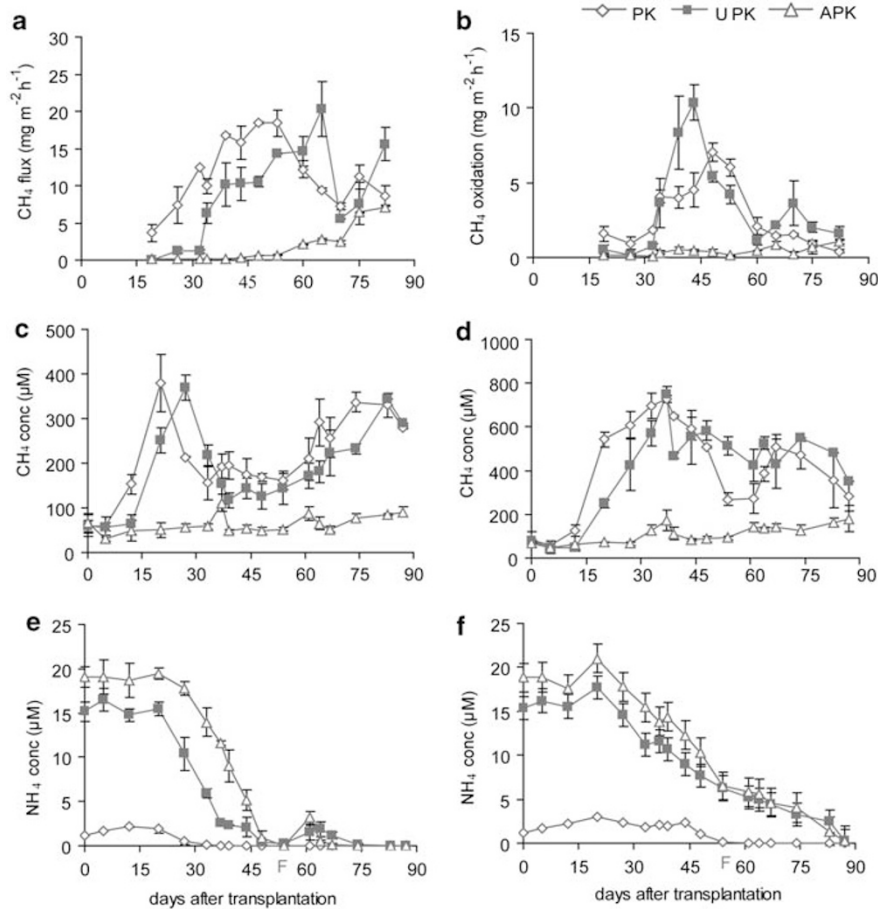 a
b
PK UPK APK
CH₄ flux (mg m⁻² h⁻¹)
30
25
20
15
10
5
0
0 15 30 45 60 75 90
CH₄ oxidation (mg m⁻² h⁻¹)
15
10
5
0
0 15 30 45 60 75 90
c
d
CH₄ conc (µM)
500
400
300
200
100
0
0 15 30 45 60 75 90
CH₄ conc (µM)
1000
800
600
400
200
0
0 15 30 45 60 75 90
e
f
NH₄ conc (µM)
25
20
15
10
5
0
0 15 30 45 60 75 90
F
days after transplantation
NH₄ conc (µM)
25
20
15
10
5
0
0 15 30 45 60 75 90
F
days after transplantation